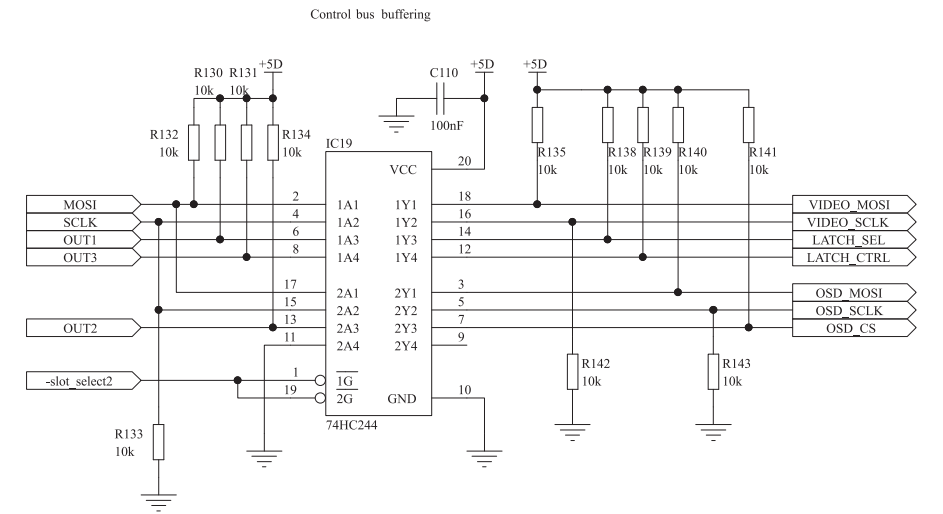 Control bus buffering
R130 R131 +5D
10k 10k
C110
100nF
+5D
+5D
R132
10k
R134
10k
R135
10k
R138
10k
R139
10k
R140
10k
R141
10k
IC19
VCC 20
MOSI 2 1A1 1Y1 18 VIDEO_MOSI
SCLK 4 1A2 1Y2 16 VIDEO_SCLK
OUT1 6 1A3 1Y3 14 LATCH_SEL
OUT3 8 1A4 1Y4 12 LATCH_CTRL
17 2A1 2Y1 3 OSD_MOSI
15 2A2 2Y2 5 OSD_SCLK
OUT2 13 2A3 2Y3 7 OSD_CS
11 2A4 2Y4 9
-slot_select2 1 1G
19 2G GND 10
74HC244
R142
10k
R143
10k
R133
10k